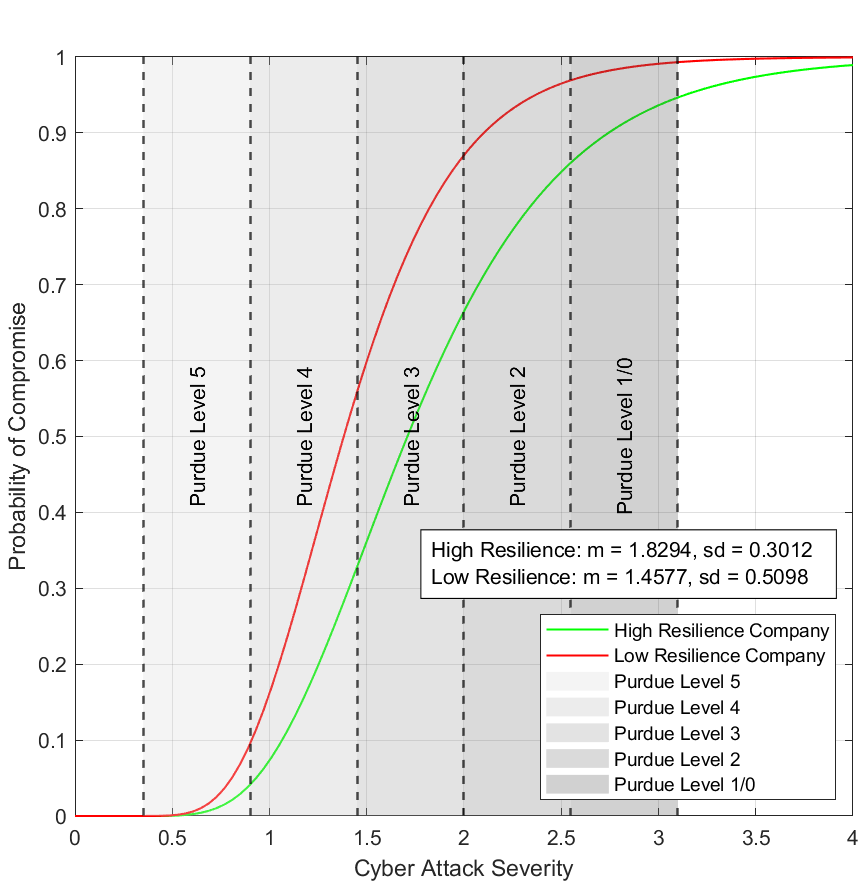 1
0.9
0.8
0.7
0.6
0.5
0.4
0.3
0.2
0.1
0
Probability of Compromise
Purdue Level 5
Purdue Level 4
Purdue Level 3
Purdue Level 2
Purdue Level 1/0
High Resilience: m = 1.8294, sd = 0.3012
Low Resilience: m = 1.4577, sd = 0.5098
High Resilience Company
Low Resilience Company
Purdue Level 5
Purdue Level 4
Purdue Level 3
Purdue Level 2
Purdue Level 1/0
0 0.5 1 1.5 2 2.5 3 3.5 4
Cyber Attack Severity